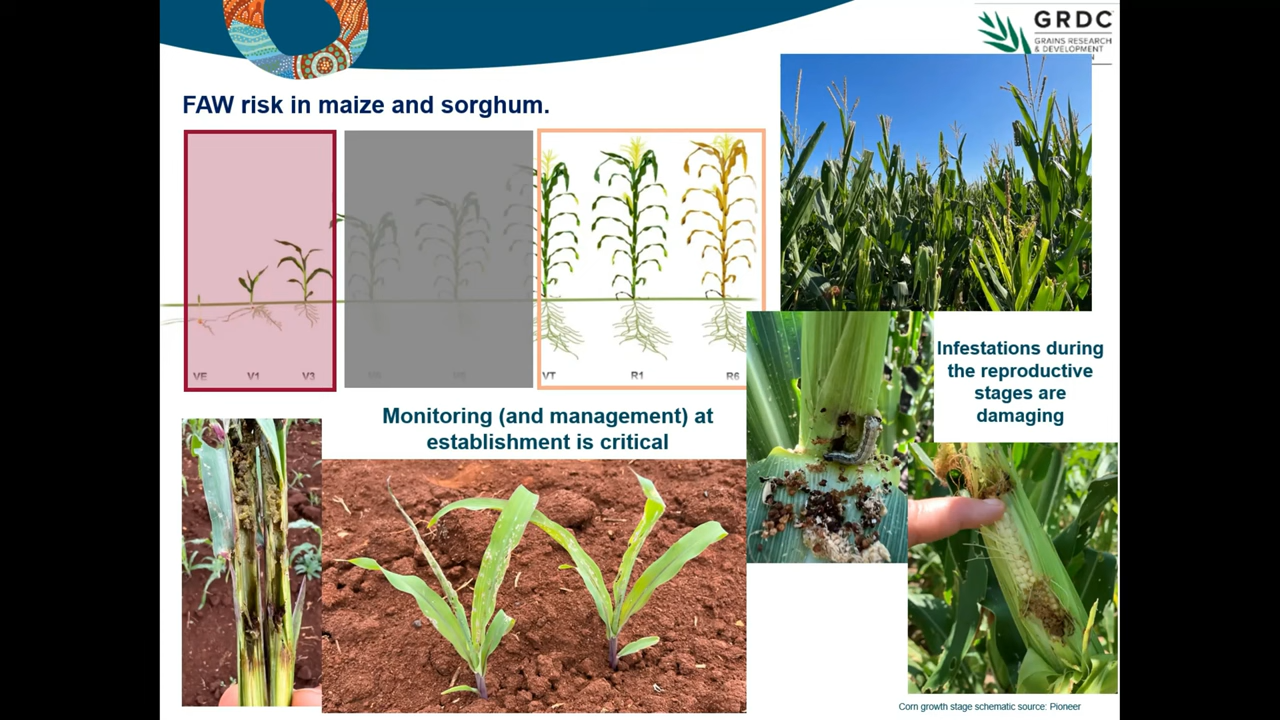 GRDC
GRAINS RESEARCH
& DEVELOPMENT
FAW risk in maize and sorghum.
VE V1 V3 VT R1 R6
Infestations during
the reproductive
stages are
damaging
Monitoring (and management) at
establishment is critical
Corn growth stage schematic source: Pioneer